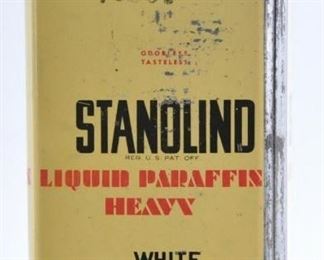 ODORLESS
TASTELESS
STANOLIND
REG. U.S. PAT. OFF.
LIQUID PARAFFIN
HEAVY
WHITE